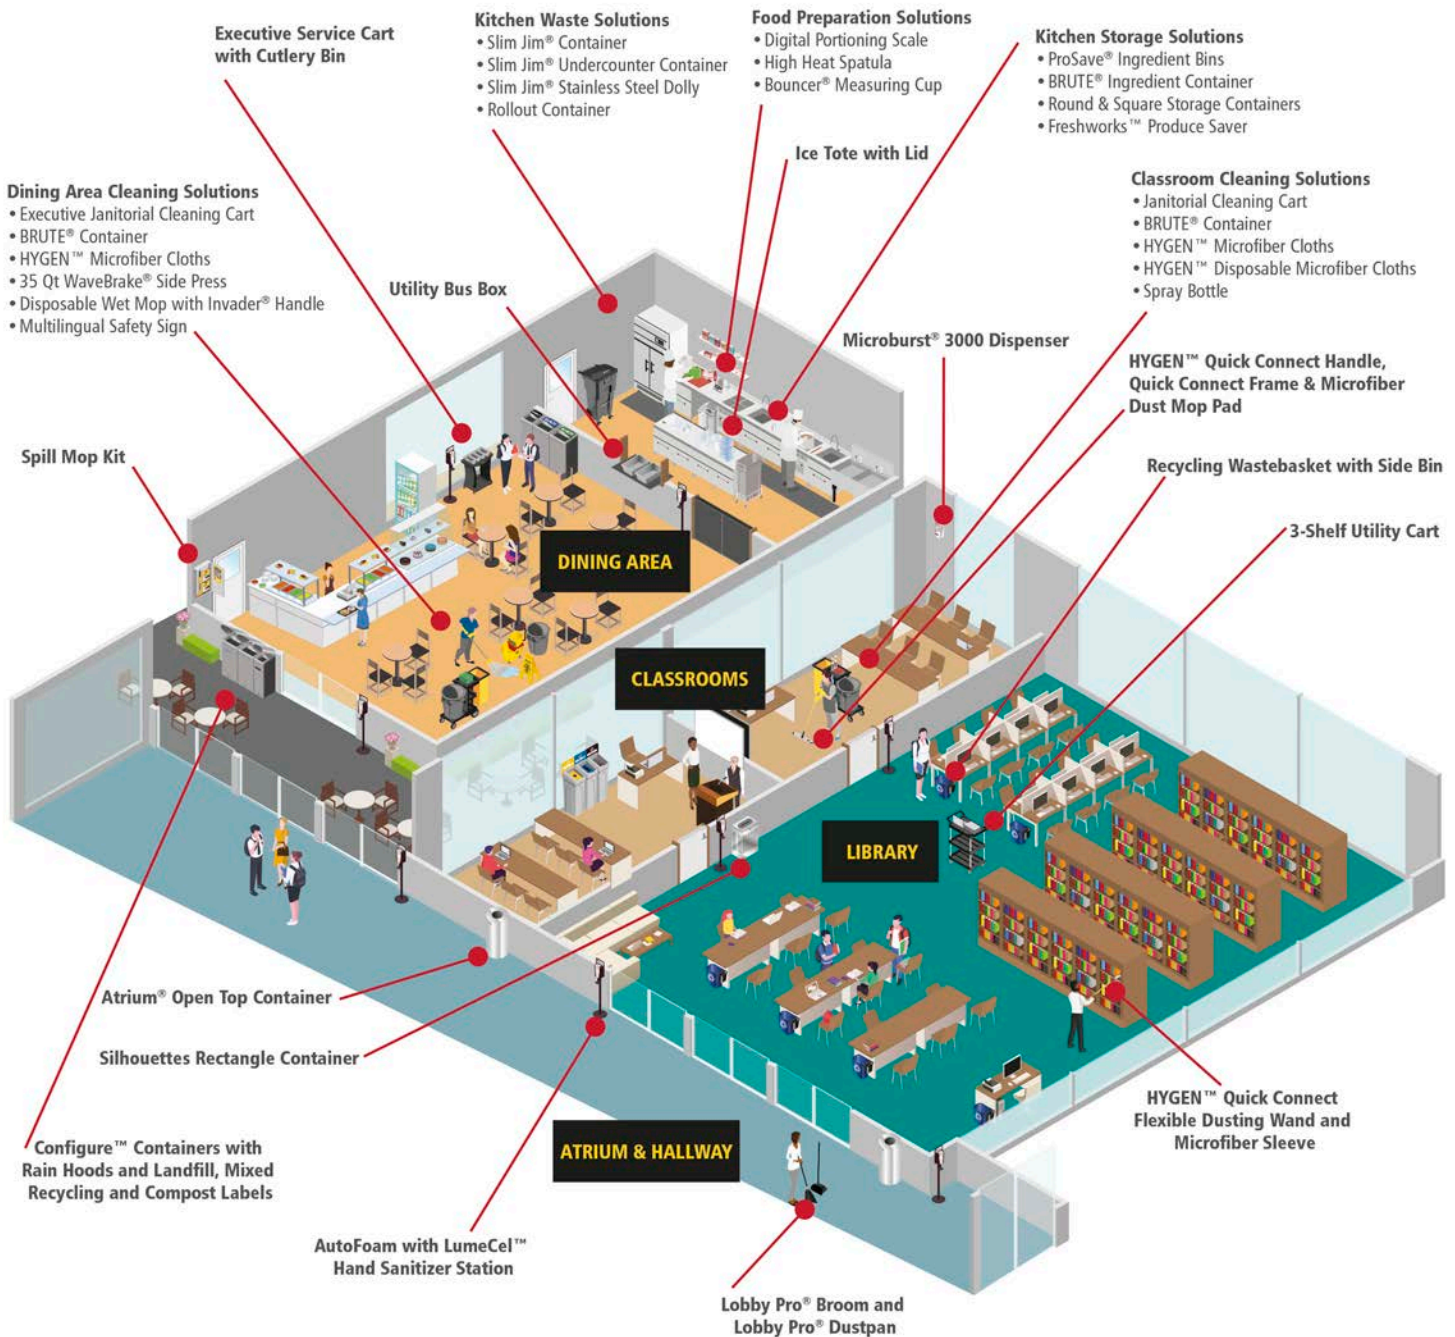 Executive Service Cart
with Cutlery Bin
Kitchen Waste Solutions
• Slim Jim® Container
• Slim Jim® Undercounter Container
• Slim Jim® Stainless Steel Dolly
• Rollout Container
Food Preparation Solutions
• Digital Portioning Scale
• High Heat Spatula
• Bouncer® Measuring Cup
Kitchen Storage Solutions
• ProSave® Ingredient Bins
• BRUTE® Ingredient Container
• Round & Square Storage Containers
• Freshworks™ Produce Saver
Ice Tote with Lid
Dining Area Cleaning Solutions
• Executive Janitorial Cleaning Cart
• BRUTE® Container
• HYGEN™ Microfiber Cloths
• 35 Qt WaveBrake® Side Press
• Disposable Wet Mop with Invader® Handle
• Multilingual Safety Sign
Classroom Cleaning Solutions
• Janitorial Cleaning Cart
• BRUTE® Container
• HYGEN™ Microfiber Cloths
• HYGEN™ Disposable Microfiber Cloths
• Spray Bottle
Utility Bus Box
Microburst® 3000 Dispenser
HYGEN™ Quick Connect Handle,
Quick Connect Frame & Microfiber
Dust Mop Pad
Spill Mop Kit
Recycling Wastebasket with Side Bin
3-Shelf Utility Cart
DINING AREA
CLASSROOMS
LIBRARY
Atrium® Open Top Container
Silhouettes Rectangle Container
HYGEN™ Quick Connect
Flexible Dusting Wand and
Microfiber Sleeve
Configure™ Containers with
Rain Hoods and Landfill, Mixed
Recycling and Compost Labels
ATRIUM & HALLWAY
AutoFoam with LumeCel™
Hand Sanitizer Station
Lobby Pro® Broom and
Lobby Pro® Dustpan